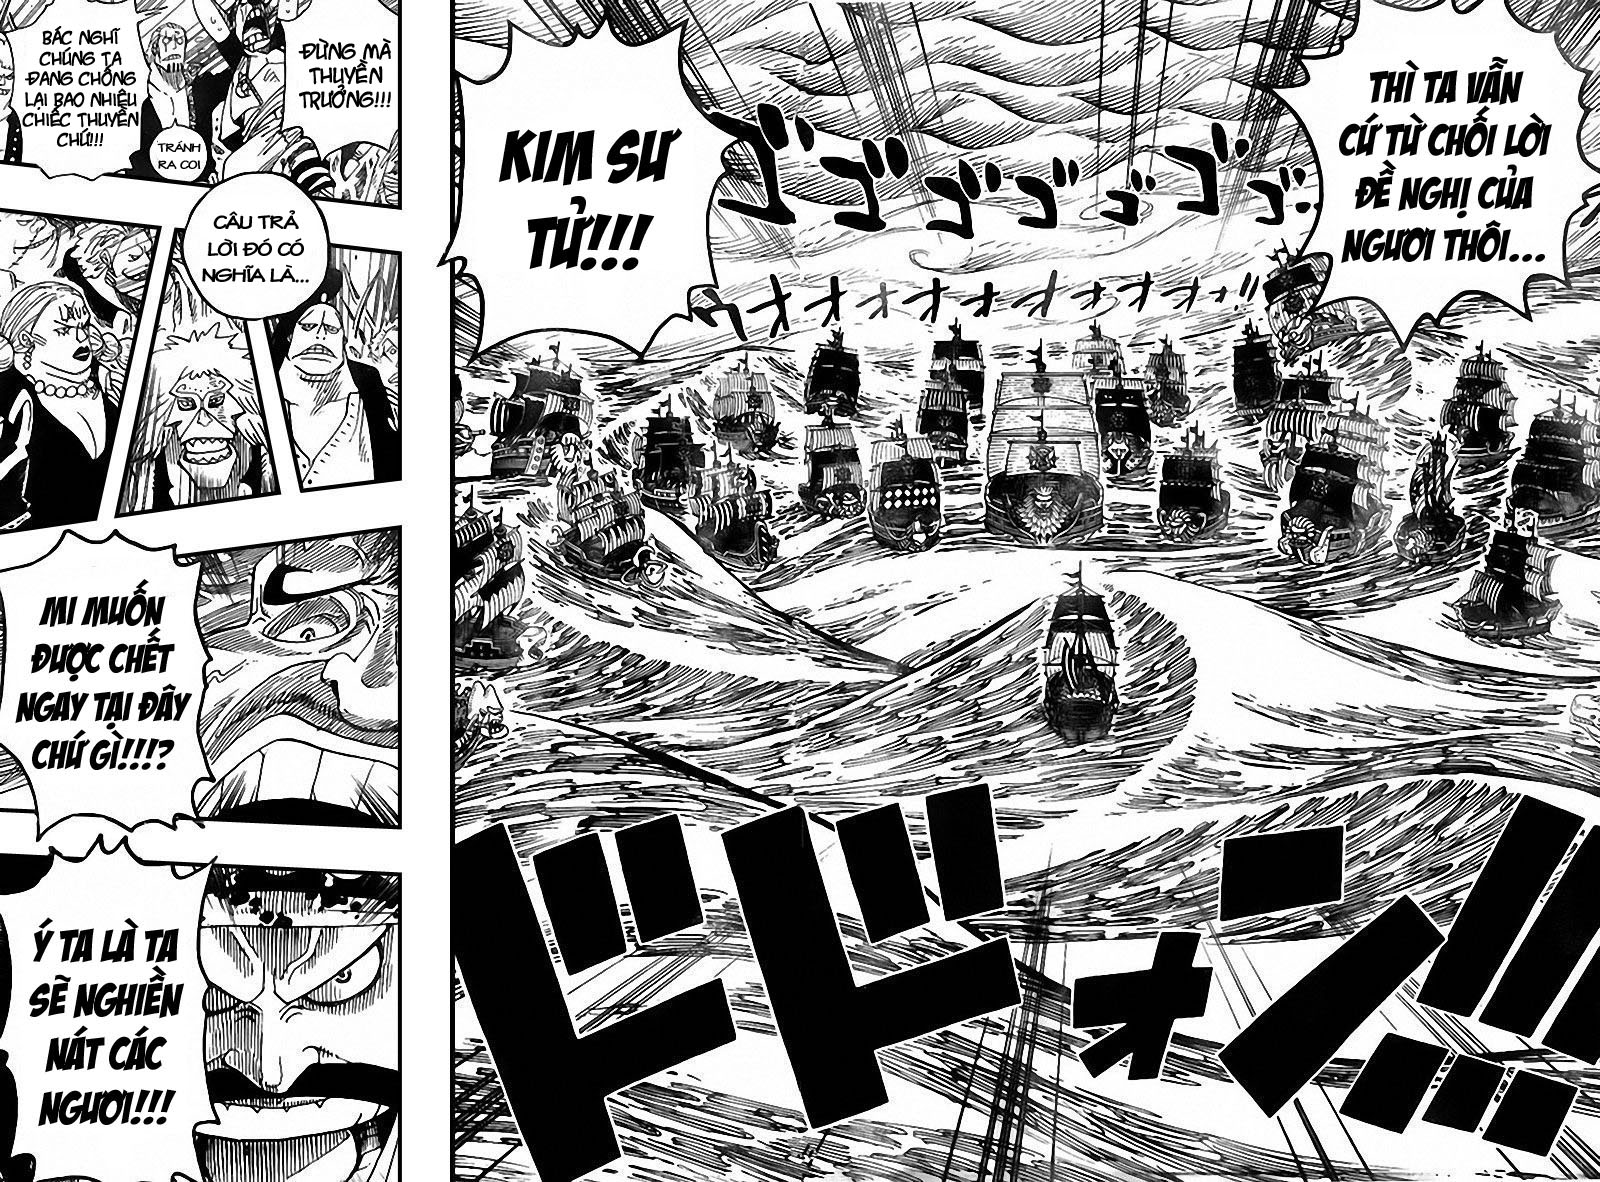 THÌ TA VẪN
CỨ TỪ CHỐI LỜI
ĐỀ NGHỊ CỦA
NGƯƠI THÔI...
KIM SƯ
TỬ!!!
ゴゴゴゴゴゴゴ
ウオオオオオオオオオ
ドドォン!!!
ĐỪNG MÀ
THUYỀN
TRƯỞNG!!!
TRÁNH
RA COI
BÁC NGHĨ
CHÚNG TA
ĐANG CHỐNG
LẠI BAO NHIÊU
CHIẾC THUYỀN
CHỨ!!!
CÂU TRẢ
LỜI ĐÓ CÓ
NGHĨA LÀ...
MI MUỐN
ĐƯỢC CHẾT
NGAY TẠI ĐÂY
CHỨ GÌ!!!?
Ý TA LÀ TA
SẼ NGHIỀN
NÁT CÁC
NGƯƠI!!!